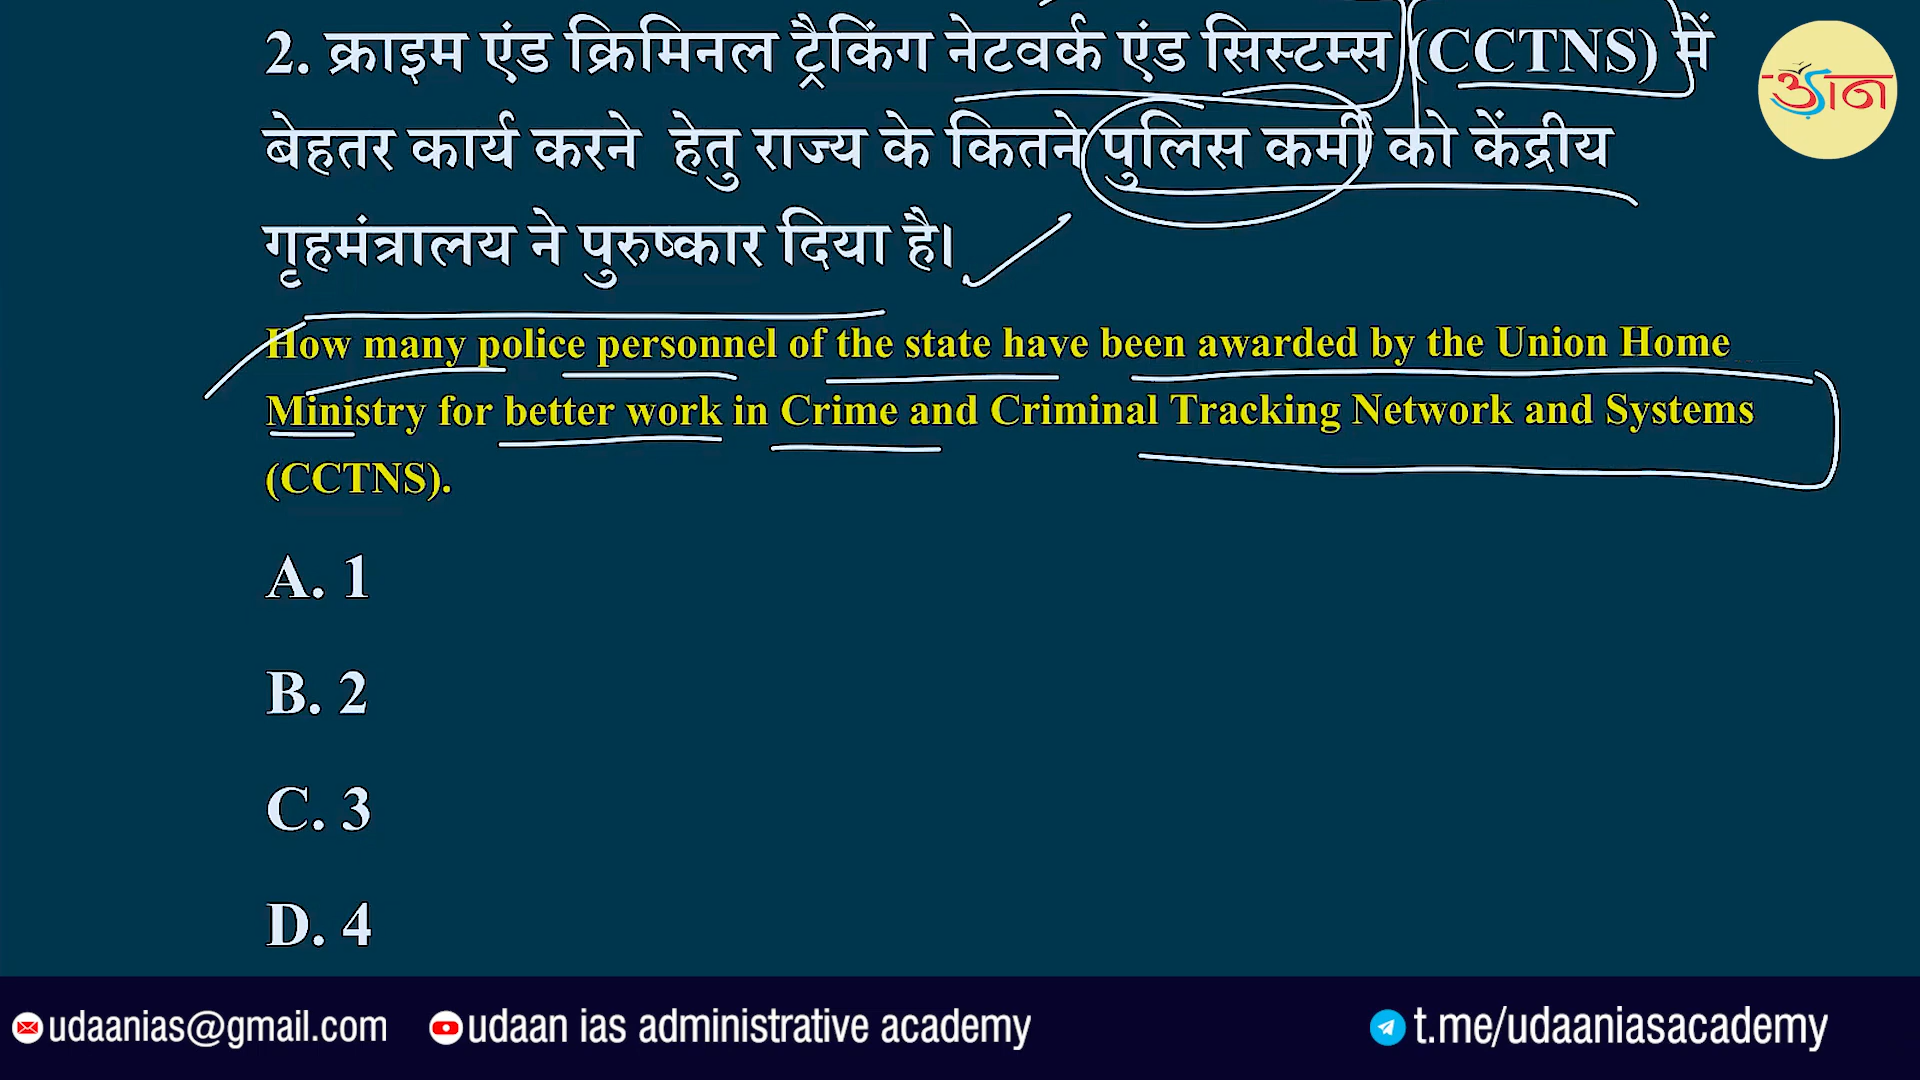 2. क्राइम एंड क्रिमिनल ट्रैकिंग नेटवर्क एंड सिस्टम्स (CCTNS) में
बेहतर कार्य करने हेतु राज्य के कितने पुलिस कर्मी को केंद्रीय
गृहमंत्रालय ने पुरुष्कार दिया है।
How many police personnel of the state have been awarded by the Union Home
Ministry for better work in Crime and Criminal Tracking Network and Systems
(CCTNS).
A. 1
B. 2
C. 3
D. 4
उड़ान
udaanias@gmail.com
udaan ias administrative academy
t.me/udaaniasacademy